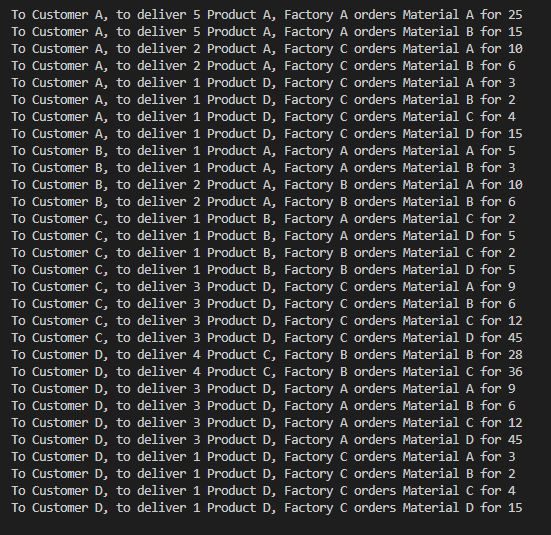 To Customer A, to deliver 5 Product A, Factory A orders Material A for 25
To Customer A, to deliver 5 Product A, Factory A orders Material B for 15
To Customer A, to deliver 2 Product A, Factory C orders Material A for 10
To Customer A, to deliver 2 Product A, Factory C orders Material B for 6
To Customer A, to deliver 1 Product D, Factory C orders Material A for 3
To Customer A, to deliver 1 Product D, Factory C orders Material B for 2
To Customer A, to deliver 1 Product D, Factory C orders Material C for 4
To Customer A, to deliver 1 Product D, Factory C orders Material D for 15
To Customer B, to deliver 1 Product A, Factory A orders Material A for 5
To Customer B, to deliver 1 Product A, Factory A orders Material B for 3
To Customer B, to deliver 2 Product A, Factory B orders Material A for 10
To Customer B, to deliver 2 Product A, Factory B orders Material B for 6
To Customer C, to deliver 1 Product B, Factory A orders Material C for 2
To Customer C, to deliver 1 Product B, Factory A orders Material D for 5
To Customer C, to deliver 1 Product B, Factory B orders Material C for 2
To Customer C, to deliver 1 Product B, Factory B orders Material D for 5
To Customer C, to deliver 3 Product D, Factory C orders Material A for 9
To Customer C, to deliver 3 Product D, Factory C orders Material B for 6
To Customer C, to deliver 3 Product D, Factory C orders Material C for 12
To Customer C, to deliver 3 Product D, Factory C orders Material D for 45
To Customer D, to deliver 4 Product C, Factory B orders Material B for 28
To Customer D, to deliver 4 Product C, Factory B orders Material C for 36
To Customer D, to deliver 3 Product D, Factory A orders Material A for 9
To Customer D, to deliver 3 Product D, Factory A orders Material B for 6
To Customer D, to deliver 3 Product D, Factory A orders Material C for 12
To Customer D, to deliver 3 Product D, Factory A orders Material D for 45
To Customer D, to deliver 1 Product D, Factory C orders Material A for 3
To Customer D, to deliver 1 Product D, Factory C orders Material B for 2
To Customer D, to deliver 1 Product D, Factory C orders Material C for 4
To Customer D, to deliver 1 Product D, Factory C orders Material D for 15